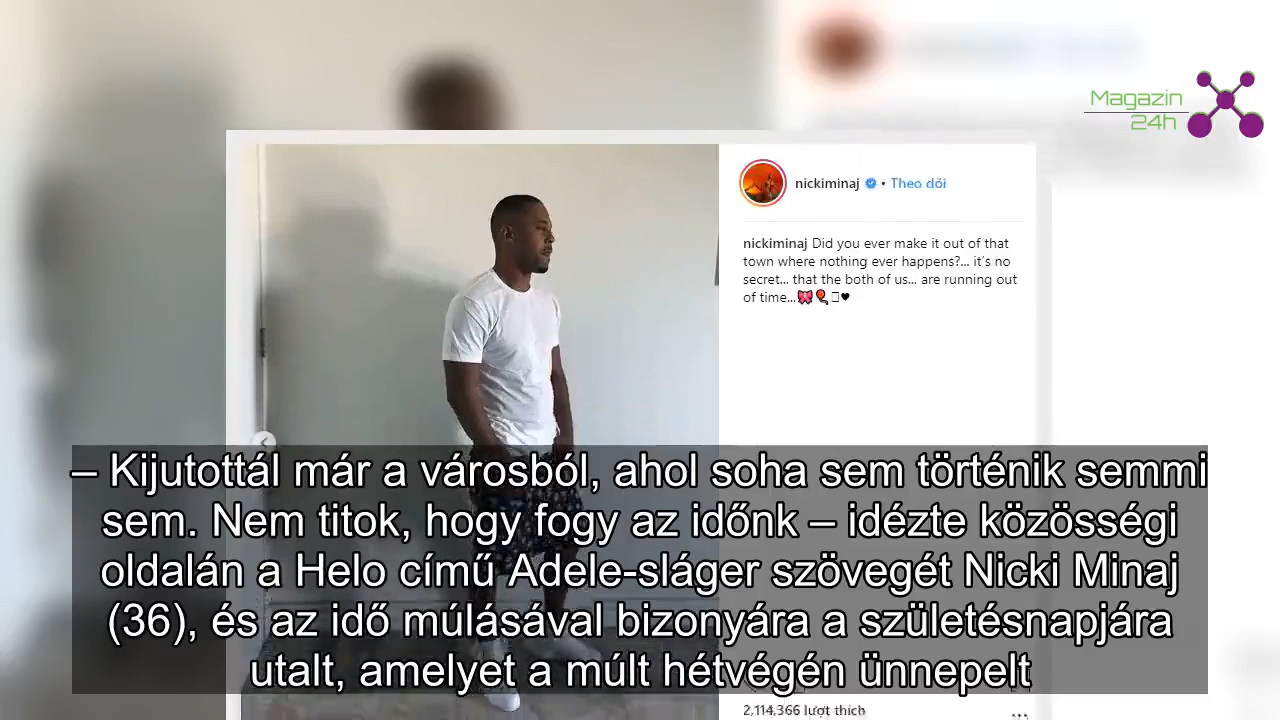 Magazin
24h
nickiminaj • Theo dõi
nickiminaj Did you ever make it out of that
town where nothing ever happens?... it's no
secret... that the both of us... are running out
of time...
– Kijutottál már a városból, ahol soha sem történik semmi
sem. Nem titok, hogy fogy az időnk – idézte közösségi
oldalán a Helo című Adele-sláger szövegét Nicki Minaj
(36), és az idő múlásával bizonyára a születésnapjára
utalt, amelyet a múlt hétvégén ünnepelt
2,114,366 lượt thích